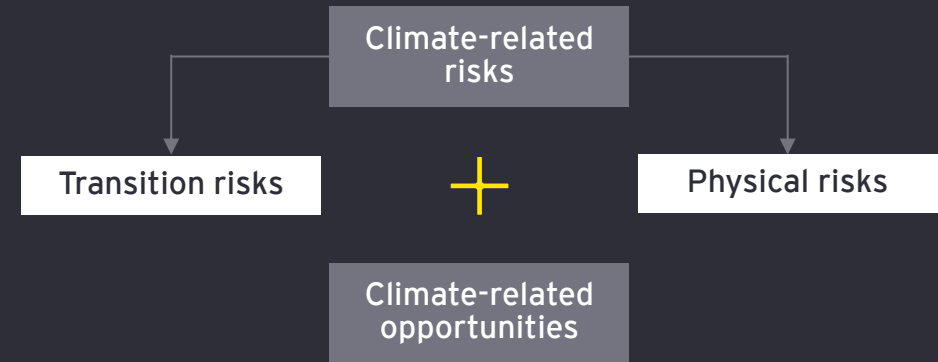 Climate-related
risks
Transition risks
Physical risks
Climate-related
opportunities